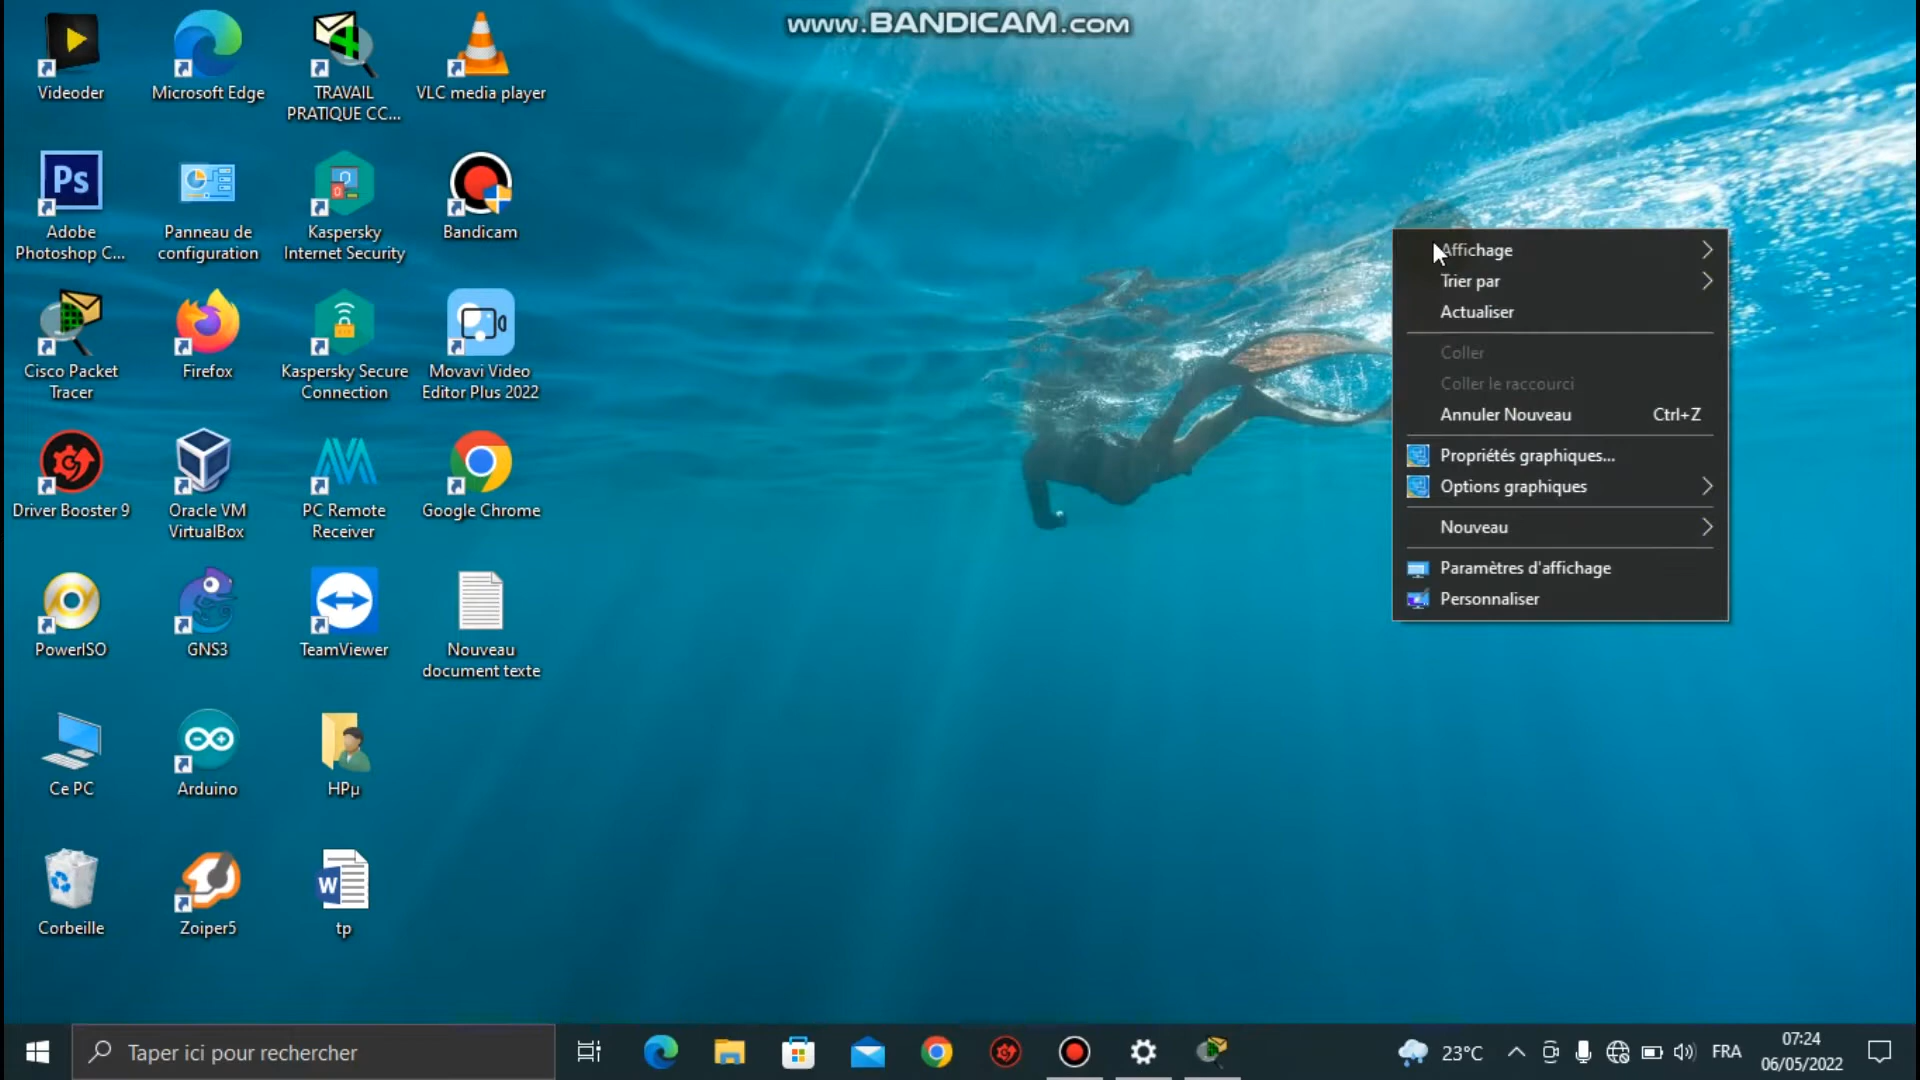 www.BANDICAM.com
Videoder
Microsoft Edge
TRAVAIL
PRATIQUE CC...
VLC media player
Ps
Adobe
Photoshop C...
Panneau de
configuration
Kaspersky
Internet Security
Bandicam
Cisco Packet
Tracer
Firefox
Kaspersky Secure
Connection
Movavi Video
Editor Plus 2022
Driver Booster 9
Oracle VM
VirtualBox
PC Remote
Receiver
Google Chrome
PowerISO
GNS3
TeamViewer
Nouveau
document texte
Ce PC
Arduino
HPµ
Corbeille
Zoiper5
W
tp
Affichage
Trier par
Actualiser
Coller
Coller le raccourci
Annuler Nouveau Ctrl+Z
Propriétés graphiques...
Options graphiques
Nouveau
Paramètres d'affichage
Personnaliser
Taper ici pour rechercher
23°C
FRA
07:24
06/05/2022